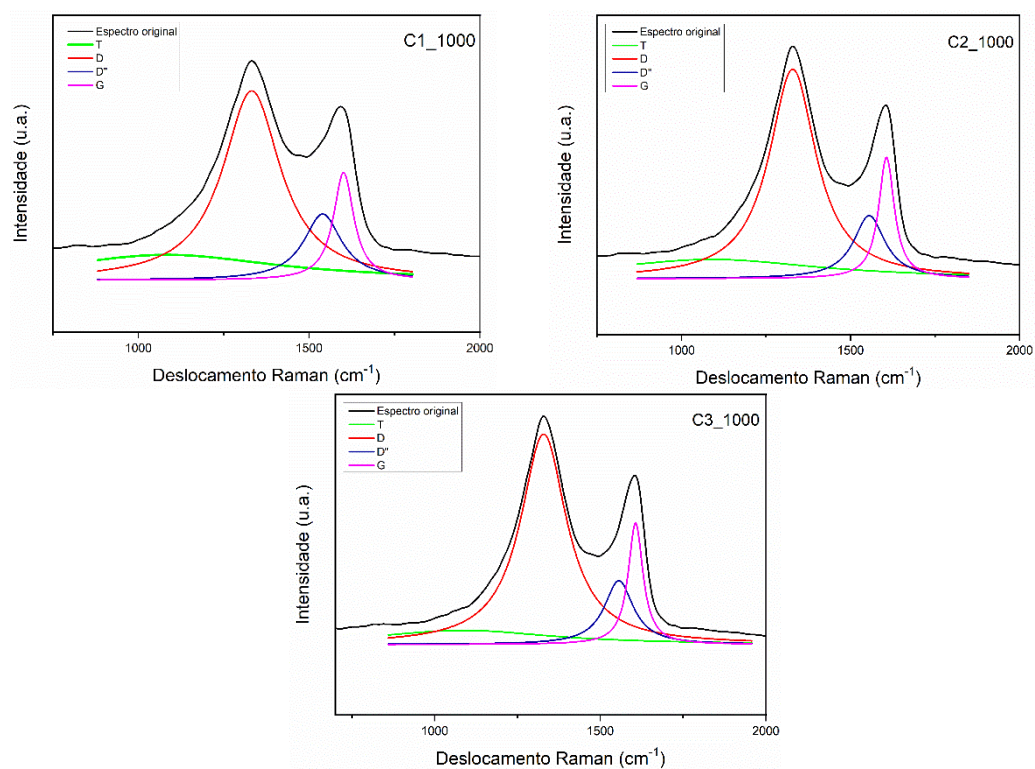 Espectro original
T
D
D"
G
C1_1000
Intensidade (u.a.)
1000
1500
2000
Deslocamento Raman (cm⁻¹)
Espectro original
T
D
D"
G
C2_1000
Intensidade (u.a.)
1000
1500
2000
Deslocamento Raman (cm⁻¹)
Espectro original
T
D
D"
G
C3_1000
Intensidade (u.a.)
1000
1500
2000
Deslocamento Raman (cm⁻¹)